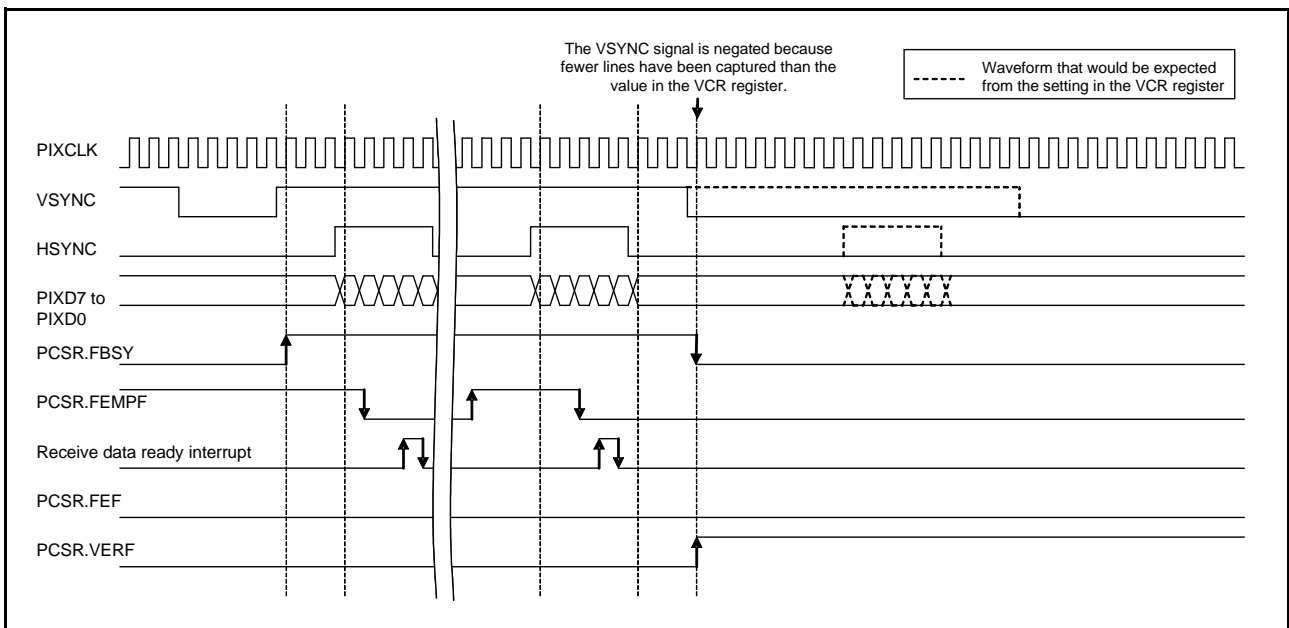 The VSYNC signal is negated because
fewer lines have been captured than the
value in the VCR register.
Waveform that would be expected
from the setting in the VCR register
PIXCLK
VSYNC
HSYNC
PIXD7 to
PIXD0
PCSR.FBSY
PCSR.FEMPF
Receive data ready interrupt
PCSR.FEF
PCSR.VERF